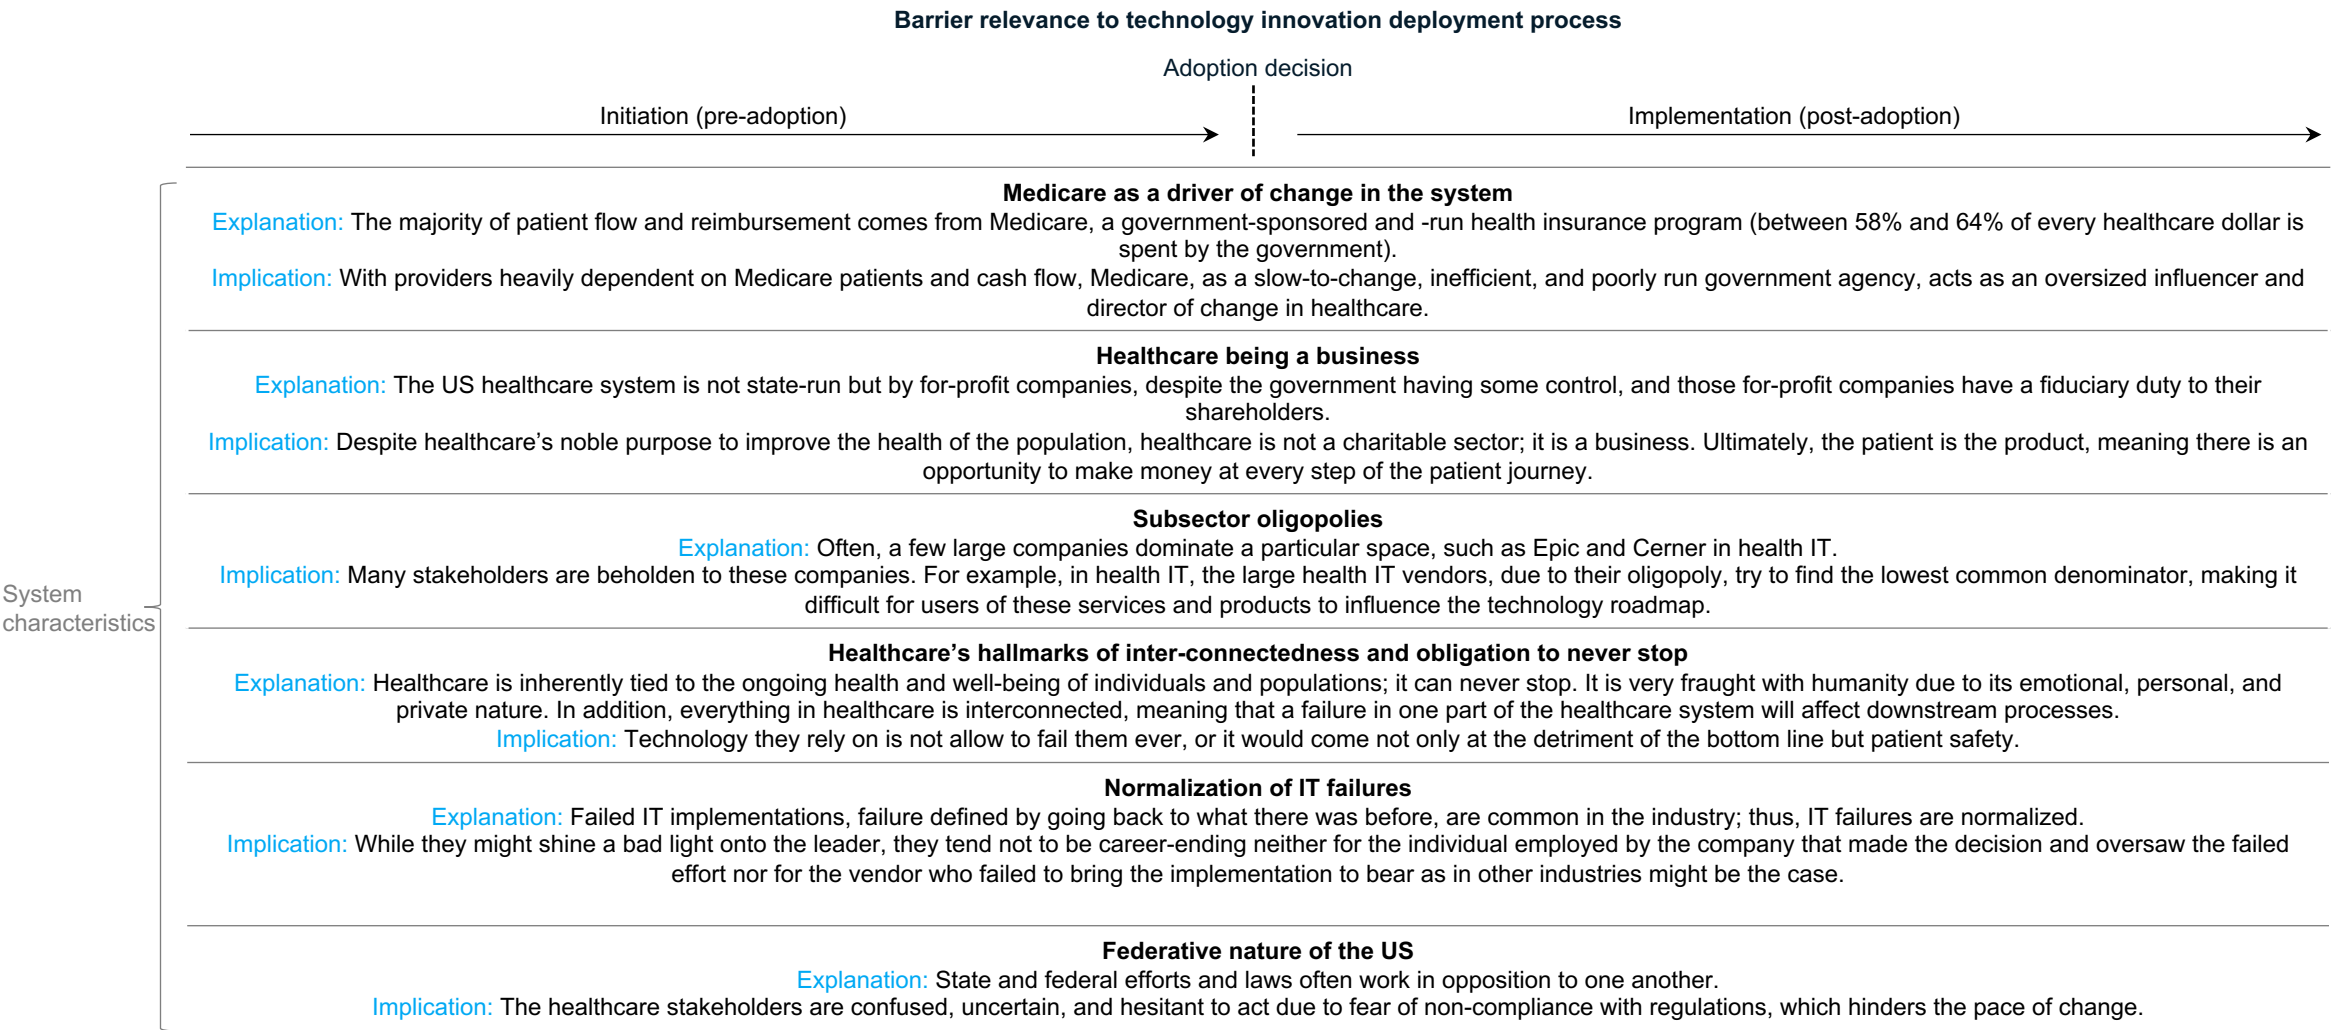 Barrier relevance to technology innovation deployment process
Adoption decision
Initiation (pre-adoption)
Implementation (post-adoption)
System
characteristics
Medicare as a driver of change in the system
Explanation: The majority of patient flow and reimbursement comes from Medicare, a government-sponsored and -run health insurance program (between 58% and 64% of every healthcare dollar is
spent by the government).
Implication: With providers heavily dependent on Medicare patients and cash flow, Medicare, as a slow-to-change, inefficient, and poorly run government agency, acts as an oversized influencer and
director of change in healthcare.
Healthcare being a business
Explanation: The US healthcare system is not state-run but by for-profit companies, despite the government having some control, and those for-profit companies have a fiduciary duty to their
shareholders.
Implication: Despite healthcare’s noble purpose to improve the health of the population, healthcare is not a charitable sector; it is a business. Ultimately, the patient is the product, meaning there is an
opportunity to make money at every step of the patient journey.
Subsector oligopolies
Explanation: Often, a few large companies dominate a particular space, such as Epic and Cerner in health IT.
Implication: Many stakeholders are beholden to these companies. For example, in health IT, the large health IT vendors, due to their oligopoly, try to find the lowest common denominator, making it
difficult for users of these services and products to influence the technology roadmap.
Healthcare’s hallmarks of inter-connectedness and obligation to never stop
Explanation: Healthcare is inherently tied to the ongoing health and well-being of individuals and populations; it can never stop. It is very fraught with humanity due to its emotional, personal, and
private nature. In addition, everything in healthcare is interconnected, meaning that a failure in one part of the healthcare system will affect downstream processes.
Implication: Technology they rely on is not allow to fail them ever, or it would come not only at the detriment of the bottom line but patient safety.
Normalization of IT failures
Explanation: Failed IT implementations, failure defined by going back to what there was before, are common in the industry; thus, IT failures are normalized.
Implication: While they might shine a bad light onto the leader, they tend not to be career-ending neither for the individual employed by the company that made the decision and oversaw the failed
effort nor for the vendor who failed to bring the implementation to bear as in other industries might be the case.
Federative nature of the US
Explanation: State and federal efforts and laws often work in opposition to one another.
Implication: The healthcare stakeholders are confused, uncertain, and hesitant to act due to fear of non-compliance with regulations, which hinders the pace of change.